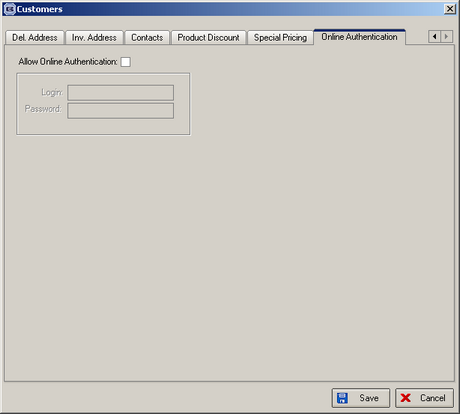 Customers
Del. Address Inv. Address Contacts Product Discount Special Pricing Online Authentication
Allow Online Authentication:
Login:
Password:
Save Cancel